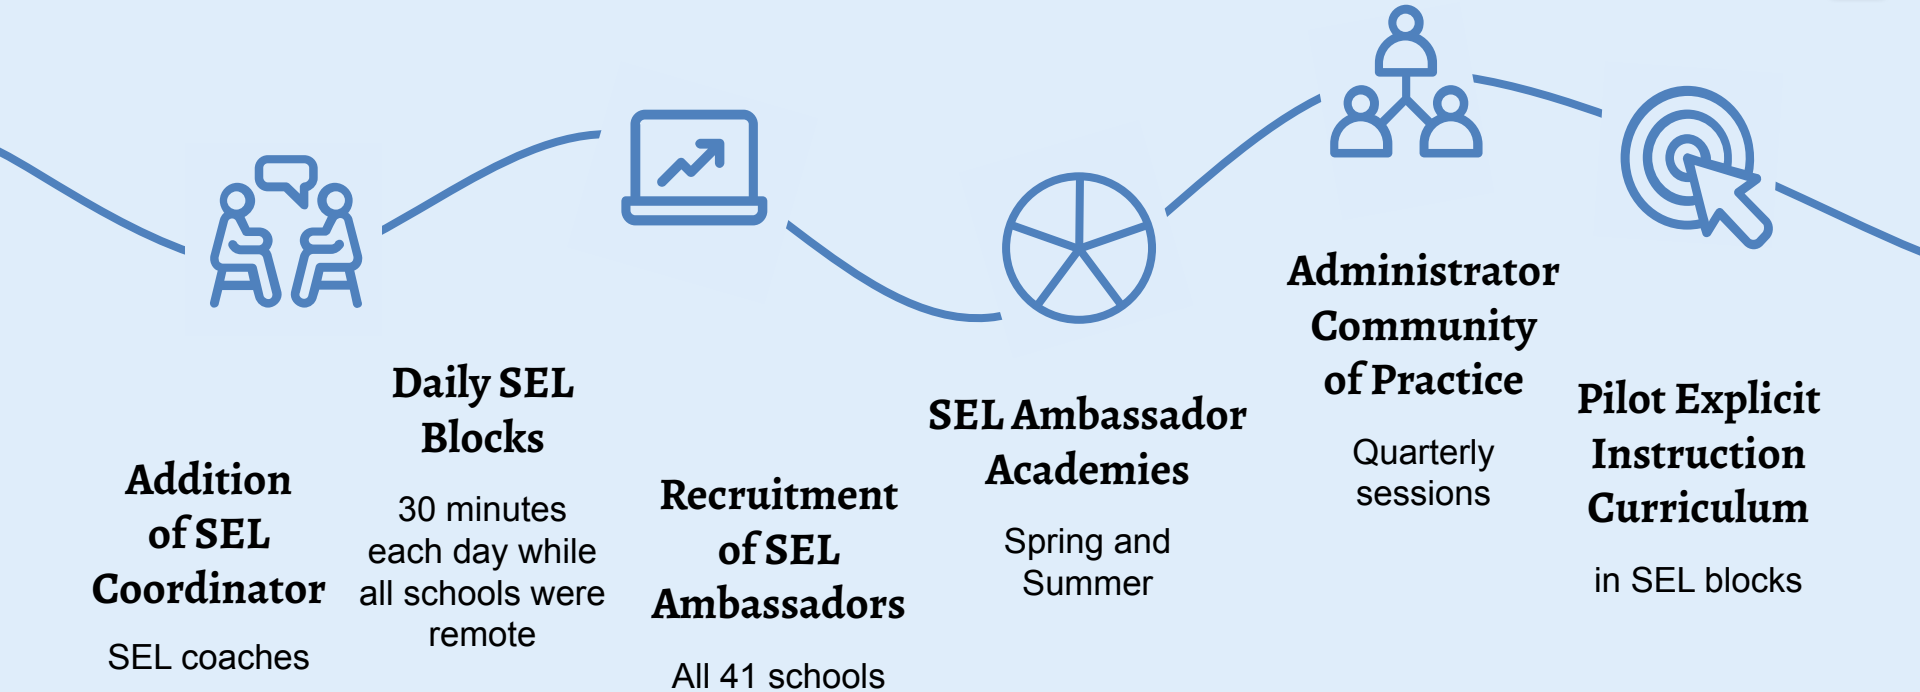 Addition
of SEL
Coordinator
SEL coaches
Daily SEL
Blocks
30 minutes
each day while
all schools were
remote
Recruitment
of SEL
Ambassadors
All 41 schools
SEL Ambassador
Academies
Spring and
Summer
Administrator
Community
of Practice
Quarterly
sessions
Pilot Explicit
Instruction
Curriculum
in SEL blocks